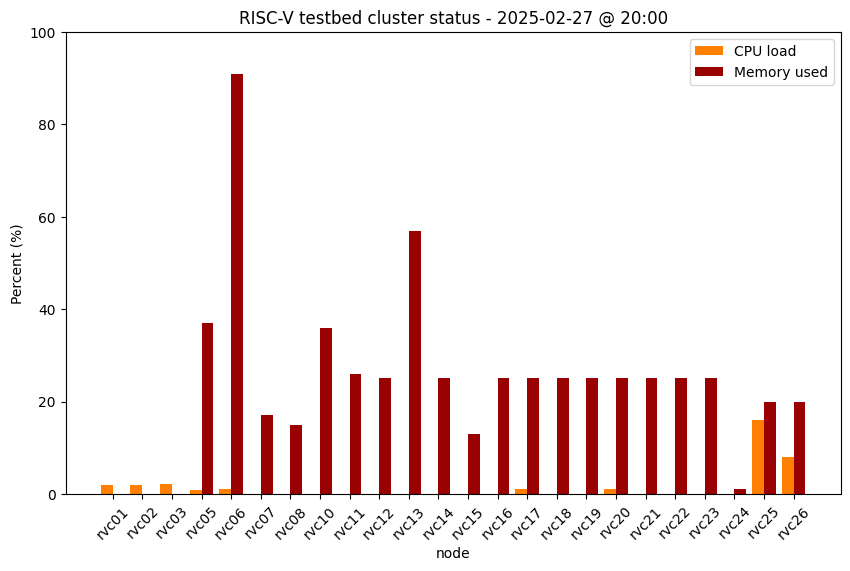 RISC-V testbed cluster status - 2025-02-27 @ 20:00
CPU load
Memory used
Percent (%)
100
80
60
40
20
0
rvc01
rvc02
rvc03
rvc05
rvc06
rvc07
rvc08
rvc10
rvc11
rvc12
rvc13
rvc14
rvc15
rvc16
rvc17
rvc18
rvc19
rvc20
rvc21
rvc22
rvc23
rvc24
rvc25
rvc26
node